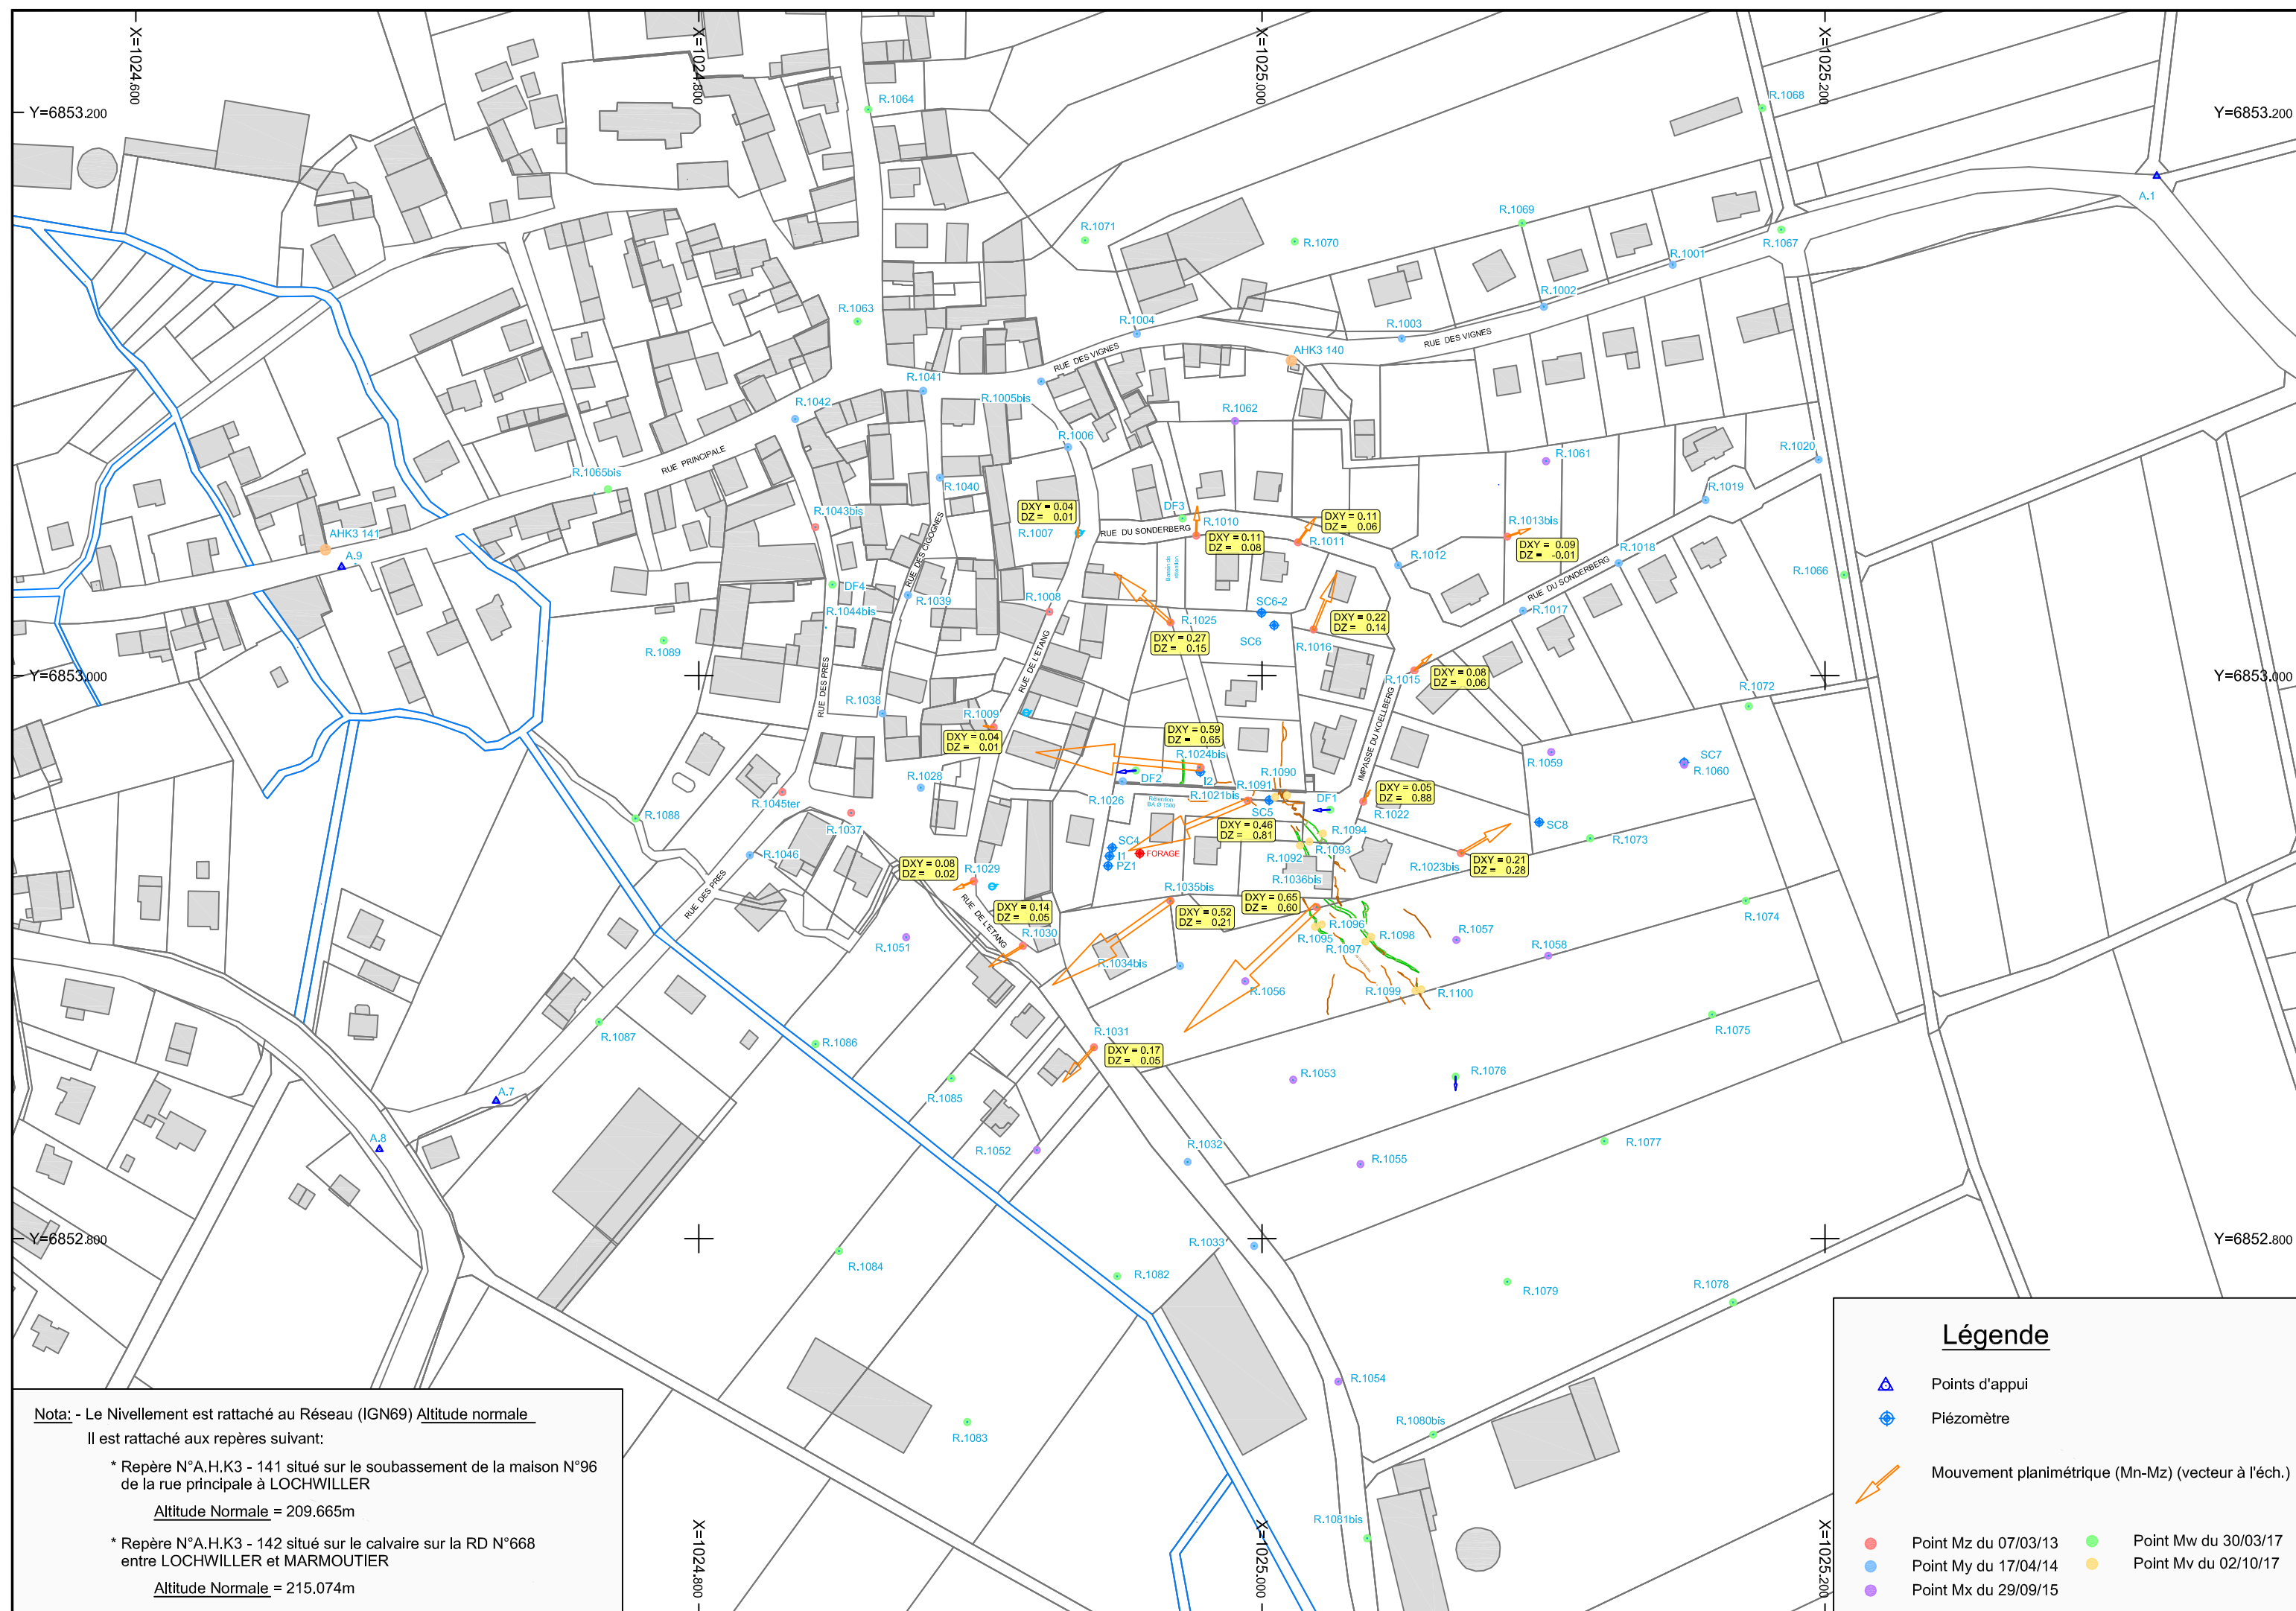 X=1024.600
X=1024.800
X=1025.000
X=1025.200
Y=6853.200
Y=6853.200
R.1064
R.1068
A.1
R.1071
R.1070
R.1069
R.1067
R.1001
R.1063
R.1002
R.1004
R.1003
RUE DES VIGNES
RUE DES VIGNES
AHK3 140
R.1041
R.1005bis
R.1042
R.1062
R.1006
RUE PRINCIPALE
R.1065bis
R.1061
R.1020
R.1040
R.1019
DXY = 0.04
DZ = 0.01
DF3
R.1043bis
R.1007
RUE DU SONDERBERG
R.1010
DXY = 0.11
DZ = 0.08
DXY = 0.11
DZ = 0.06
R.1011
R.1013bis
DXY = 0.09
DZ = -0.01
AHK3 141
A.9
RUE DES CIGOGNES
Bassin de
rétention
R.1012
R.1018
R.1066
DF4
R.1044bis
R.1039
R.1008
R.1025
SC6-2
SC6
RUE DU SONDERBERG
R.1017
DXY = 0.22
DZ = 0.14
R.1016
DXY = 0.27
DZ = 0.15
R.1089
RUE DE L'ETANG
Y=6853.000
Y=6853.000
RUE DES PRES
R.1015
DXY = 0.08
DZ = 0.06
R.1038
R.1009
R.1072
DXY = 0.04
DZ = 0.01
DXY = 0.59
DZ = 0.65
R.1024bis
IMPASSE DU KOELLBERG
R.1059
SC7
R.1060
R.1028
DF2
I2
R.1090
R.1091
R.1026
Rétention
BA Ø 1500
R.1021bis
SC5
DF1
R.1022
DXY = 0.05
DZ = 0.88
R.1045ter
R.1037
R.1088
DXY = 0.46
DZ = 0.81
R.1094
R.1093
R.1092
SC8
R.1073
SC4
I1
PZ1
FORAGE
R.1046
DXY = 0.08
DZ = 0.02
R.1029
R.1023bis
DXY = 0.21
DZ = 0.28
R.1036bis
R.1035bis
DXY = 0.65
DZ = 0.60
RUE DES PRES
DXY = 0.14
DZ = 0.05
RUE DE L'ETANG
R.1030
DXY = 0.52
DZ = 0.21
R.1074
R.1051
R.1096
R.1095
R.1097
R.1098
R.1057
R.1058
R.1034bis
R.1056
R.1099
R.1100
R.1087
R.1086
R.1031
DXY = 0.17
DZ = 0.05
R.1075
R.1053
R.1076
A.7
R.1085
A.8
R.1052
R.1032
R.1055
R.1077
Y=6852.800
Y=6852.800
R.1033
R.1084
R.1082
R.1079
R.1078
R.1054
R.1083
R.1080bis
R.1081bis
X=1024.800
X=1025.000
X=1025.200
Nota: - Le Nivellement est rattaché au Réseau (IGN69) Altitude normale
Il est rattaché aux repères suivant:
* Repère N°A.H.K3 - 141 situé sur le soubassement de la maison N°96
de la rue principale à LOCHWILLER
Altitude Normale = 209.665m
* Repère N°A.H.K3 - 142 situé sur le calvaire sur la RD N°668
entre LOCHWILLER et MARMOUTIER
Altitude Normale = 215.074m
Légende
Points d'appui
Piézomètre
Mouvement planimétrique (Mn-Mz) (vecteur à l'éch.)
Point Mz du 07/03/13
Point Mw du 30/03/17
Point My du 17/04/14
Point Mv du 02/10/17
Point Mx du 29/09/15